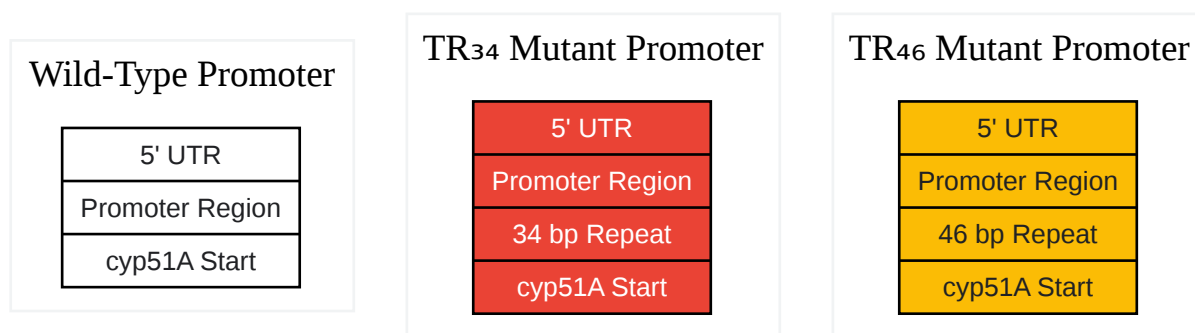 Wild-Type Promoter
5' UTR
Promoter Region
cyp51A Start
TR₃₄ Mutant Promoter
5' UTR
Promoter Region
34 bp Repeat
cyp51A Start
TR₄₆ Mutant Promoter
5' UTR
Promoter Region
46 bp Repeat
cyp51A Start